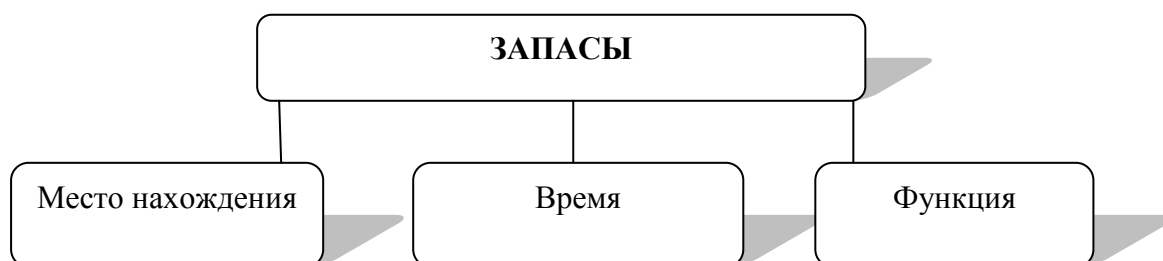 ЗАПАСЫ
Место нахождения
Время
Функция